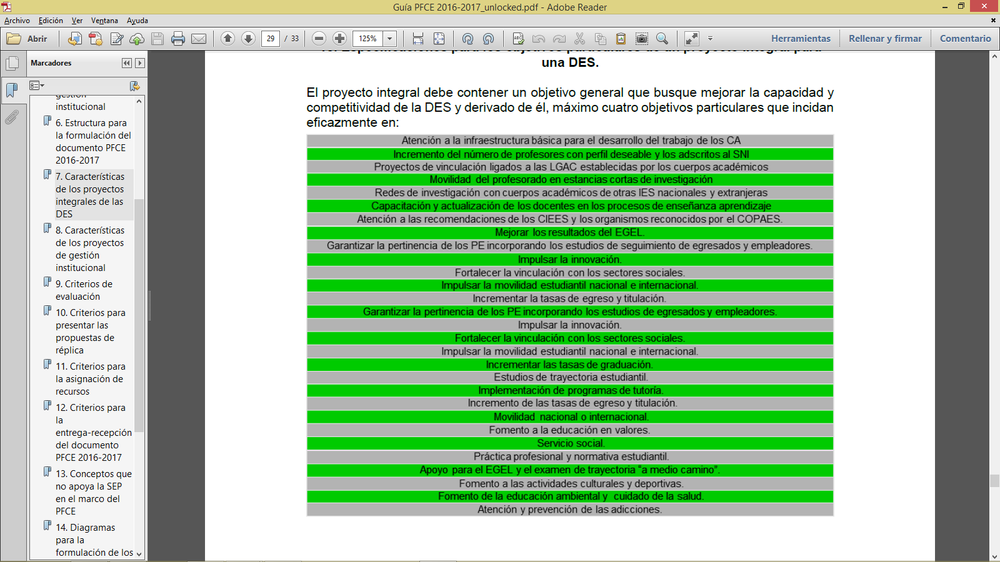 Guía PFCE 2016-2017_unlocked.pdf - Adobe Reader
Archivo Edición Ver Ventana Ayuda
Abrir 29 / 33 125% Herramientas Rellenar y firmar Comentario
Marcadores
gestión
institucional
6. Estructura para
la formulación del
documento PFCE
2016-2017
7. Características
de los proyectos
integrales de las
DES
8. Características
de los proyectos
de gestión
institucional
9. Criterios de
evaluación
10. Criterios para
presentar las
propuestas de
réplica
11. Criterios para
la asignación de
recursos
12. Criterios para
la
entrega-recepción
del documento
PFCE 2016-2017
13. Conceptos que
no apoya la SEP
en el marco del
PFCE
14. Diagramas
para la
formulación de los
una DES.
El proyecto integral debe contener un objetivo general que busque mejorar la capacidad y
competitividad de la DES y derivado de él, máximo cuatro objetivos particulares que incidan
eficazmente en:
Atención a la infraestructura básica para el desarrollo del trabajo de los CA
Incremento del número de profesores con perfil deseable y los adscritos al SNI
Proyectos de vinculación ligados a las LGAC establecidas por los cuerpos académicos
Movilidad del profesorado en estancias cortas de investigación
Redes de investigación con cuerpos académicos de otras IES nacionales y extranjeras
Capacitación y actualización de los docentes en los procesos de enseñanza aprendizaje
Atención a las recomendaciones de los CIEES y los organismos reconocidos por el COPAES.
Mejorar los resultados del EGEL.
Garantizar la pertinencia de los PE incorporando los estudios de seguimiento de egresados y empleadores.
Impulsar la innovación.
Fortalecer la vinculación con los sectores sociales.
Impulsar la movilidad estudiantil nacional e internacional.
Incrementar la tasas de egreso y titulación.
Garantizar la pertinencia de los PE incorporando los estudios de egresados y empleadores.
Impulsar la innovación.
Fortalecer la vinculación con los sectores sociales.
Impulsar la movilidad estudiantil nacional e internacional.
Incrementar las tasas de graduación.
Estudios de trayectoria estudiantil.
Implementación de programas de tutoría.
Incremento de las tasas de egreso y titulación.
Movilidad nacional o internacional.
Fomento a la educación en valores.
Servicio social.
Práctica profesional y normativa estudiantil.
Apoyo para el EGEL y el examen de trayectoria “a medio camino”.
Fomento a las actividades culturales y deportivas.
Fomento de la educación ambiental y cuidado de la salud.
Atención y prevención de las adicciones.